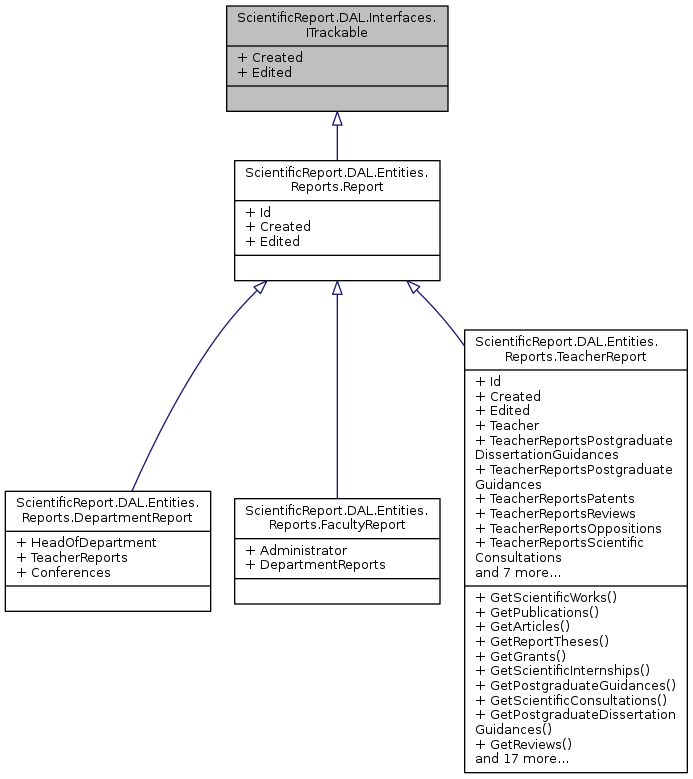 ScientificReport.DAL.Interfaces.
ITrackable
+ Created
+ Edited
ScientificReport.DAL.Entities.
Reports.Report
+ Id
+ Created
+ Edited
ScientificReport.DAL.Entities.
Reports.DepartmentReport
+ HeadOfDepartment
+ TeacherReports
+ Conferences
ScientificReport.DAL.Entities.
Reports.FacultyReport
+ Administrator
+ DepartmentReports
ScientificReport.DAL.Entities.
Reports.TeacherReport
+ Id
+ Created
+ Edited
+ Teacher
+ TeacherReportsPostgraduate
DissertationGuidances
+ TeacherReportsPostgraduate
Guidances
+ TeacherReportsPatents
+ TeacherReportsReviews
+ TeacherReportsOppositions
+ TeacherReportsScientific
Consultations
and 7 more...
+ GetScientificWorks()
+ GetPublications()
+ GetArticles()
+ GetReportTheses()
+ GetGrants()
+ GetScientificInternships()
+ GetPostgraduateGuidances()
+ GetScientificConsultations()
+ GetPostgraduateDissertation
Guidances()
+ GetReviews()
and 17 more...